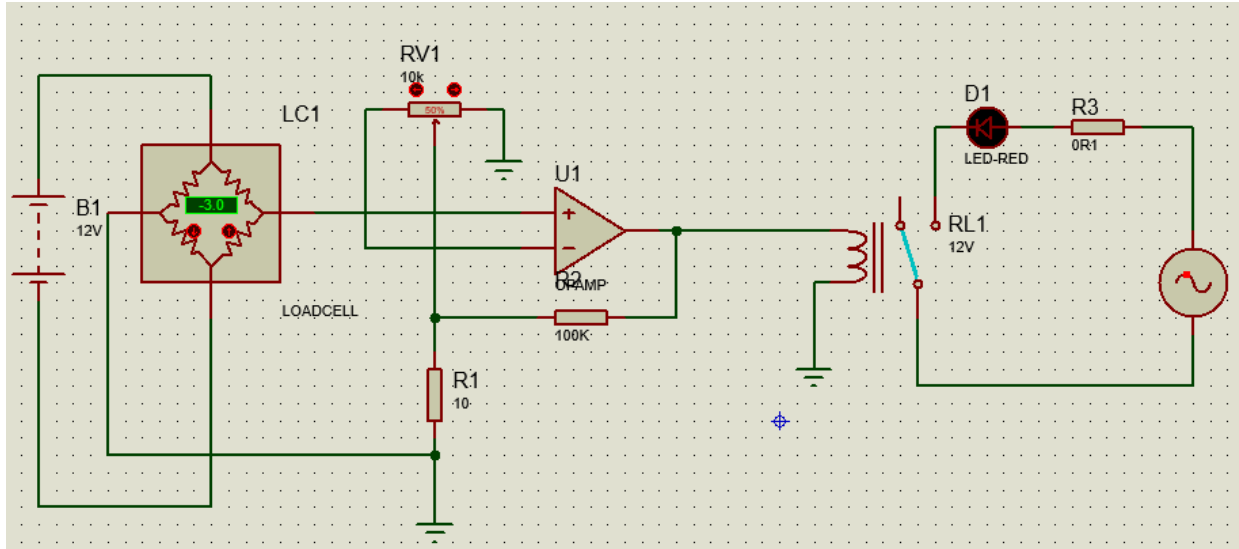 RV1
10k
50%
LC1
-3.0
LOADCELL
B1
12V
U1
+
−
OPAMP
R2
100K
R1
10
RL1
12V
D1
LED-RED
R3
0R1